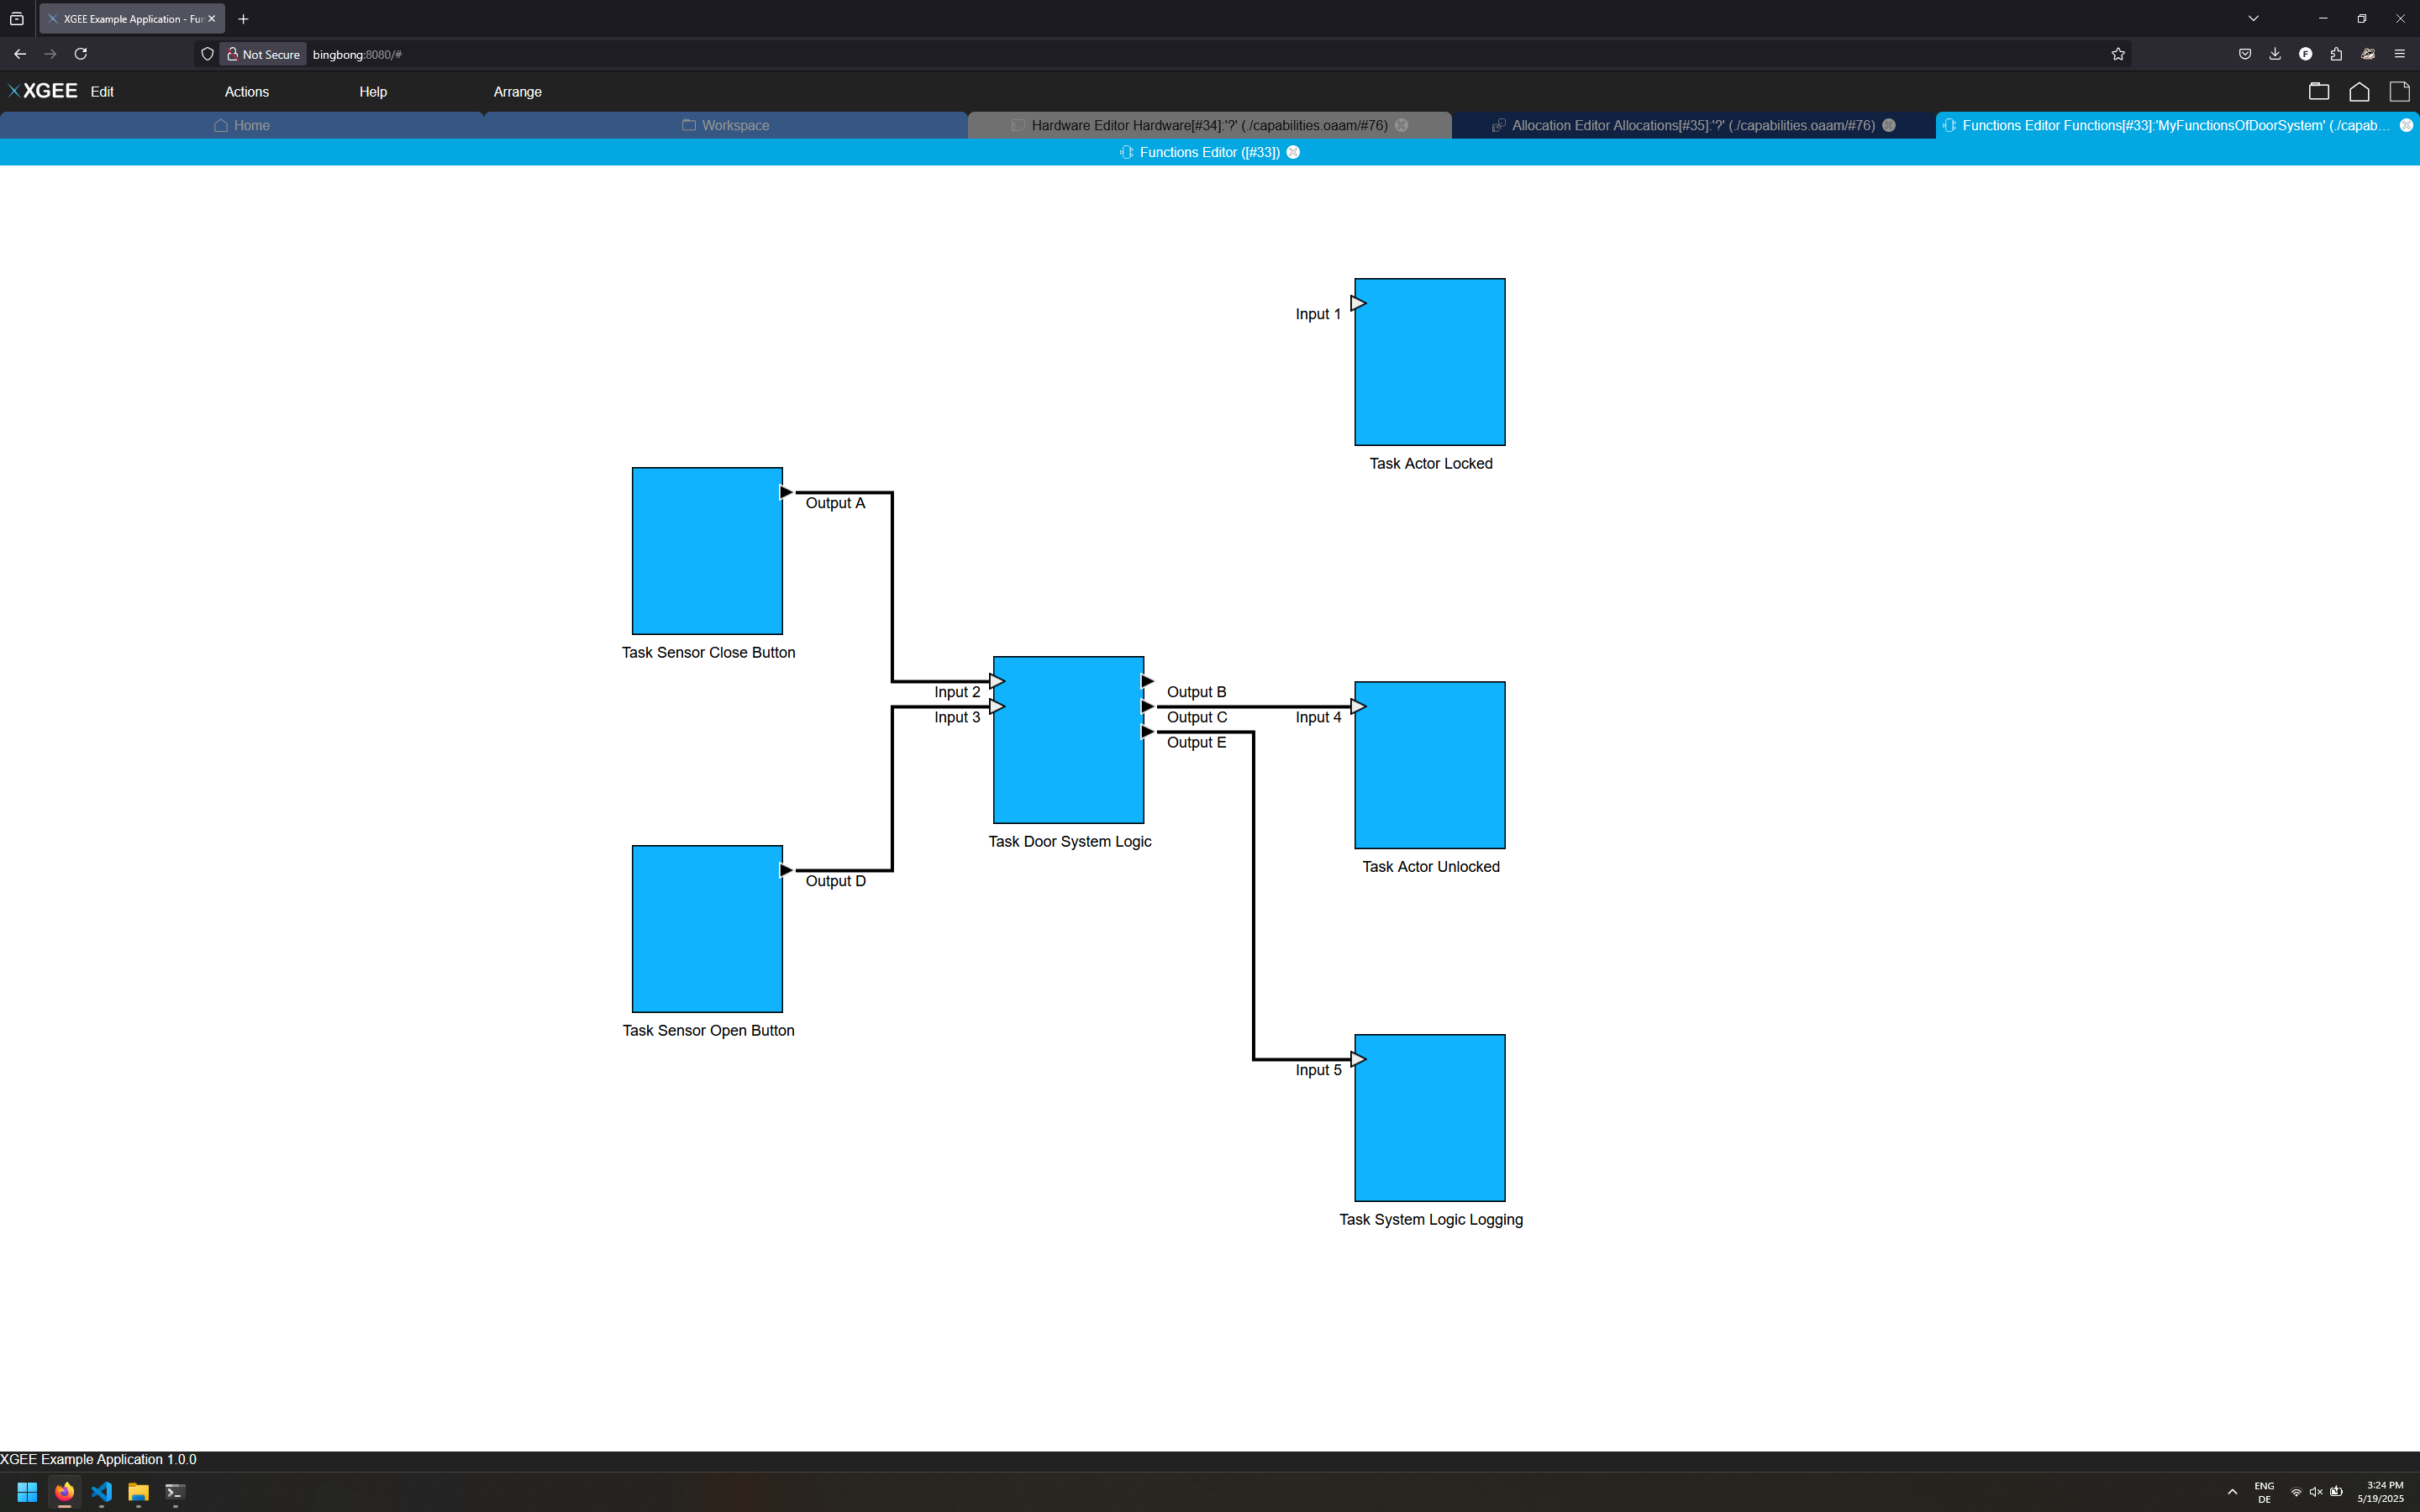 XGEE Example Application - Fun
Not Secure
bingbong:8080/#
XGEE
Edit
Actions
Help
Arrange
Home
Workspace
Hardware Editor Hardware[#34]:'?' (./capabilities.oaam/#76)
Allocation Editor Allocations[#35]:'?' (./capabilities.oaam/#76)
Functions Editor Functions[#33]:'MyFunctionsOfDoorSystem' (./capab...
Functions Editor ([#33])
Input 1
Task Actor Locked
Output A
Task Sensor Close Button
Input 2
Output B
Input 3
Output C
Input 4
Output E
Task Door System Logic
Task Actor Unlocked
Output D
Task Sensor Open Button
Input 5
Task System Logic Logging
XGEE Example Application 1.0.0
ENG
DE
3:24 PM
5/19/2025